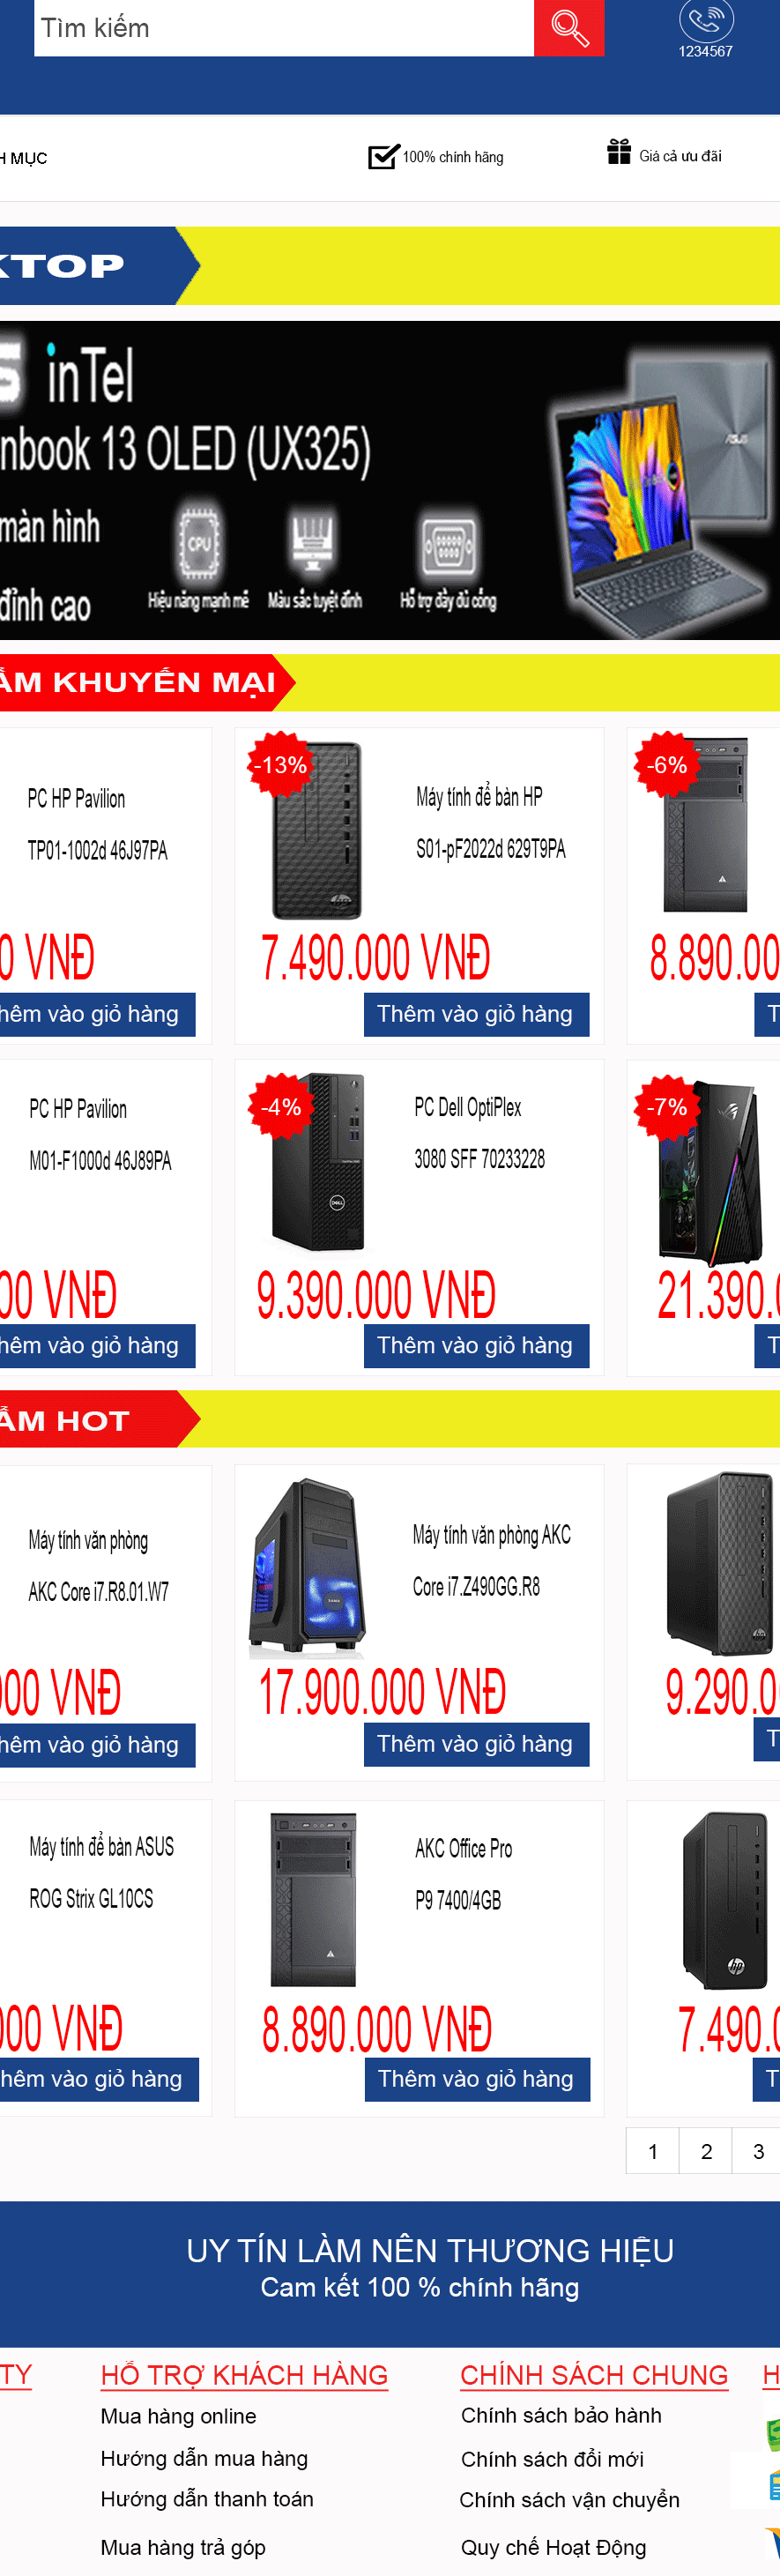 Tìm kiếm
1234567
H MỤC
100% chính hãng
Giá cả ưu đãi
KTOP
S inTel
nbook 13 OLED (UX325)
màn hình
CPU
đỉnh cao
Hiệu năng mạnh mẽ
Màu sắc tuyệt đỉnh
Hỗ trợ đầy đủ cổng
ASUS
ẨM KHUYẾN MẠI
PC HP Pavilion
TP01-1002d 46J97PA
0 VNĐ
hêm vào giỏ hàng
-13%
hp
Máy tính để bàn HP
S01-pF2022d 629T9PA
7.490.000 VNĐ
Thêm vào giỏ hàng
-6%
8.890.00
T
PC HP Pavilion
M01-F1000d 46J89PA
00 VNĐ
hêm vào giỏ hàng
-4%
DELL
PC Dell OptiPlex
3080 SFF 70233228
9.390.000 VNĐ
Thêm vào giỏ hàng
-7%
21.390.0
T
ẨM HOT
Máy tính văn phòng
AKC Core i7.R8.01.W7
000 VNĐ
hêm vào giỏ hàng
Máy tính văn phòng AKC
Core i7.Z490GG.R8
17.900.000 VNĐ
Thêm vào giỏ hàng
hp
9.290.0
T
Máy tính để bàn ASUS
ROG Strix GL10CS
000 VNĐ
hêm vào giỏ hàng
AKC Office Pro
P9 7400/4GB
8.890.000 VNĐ
Thêm vào giỏ hàng
hp
7.490.0
T
1 2 3
UY TÍN LÀM NÊN THƯƠNG HIỆU
Cam kết 100 % chính hãng
TY
HỖ TRỢ KHÁCH HÀNG
Mua hàng online
Hướng dẫn mua hàng
Hướng dẫn thanh toán
Mua hàng trả góp
CHÍNH SÁCH CHUNG
Chính sách bảo hành
Chính sách đổi mới
Chính sách vận chuyển
Quy chế Hoạt Động
H